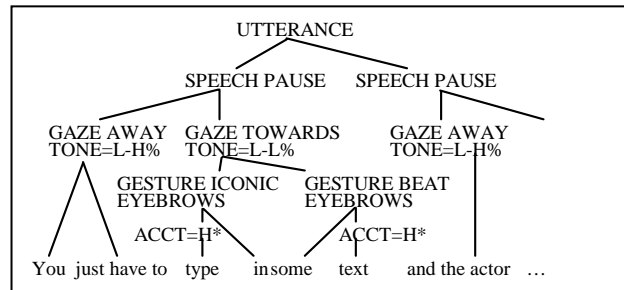 UTTERANCE
SPEECH PAUSE SPEECH PAUSE
GAZE AWAY GAZE TOWARDS GAZE AWAY
TONE=L-H% TONE=L-L% TONE=L-H%
GESTURE ICONIC GESTURE BEAT
EYEBROWS EYEBROWS
ACCT=H* ACCT=H*
You just have to type in some text and the actor …